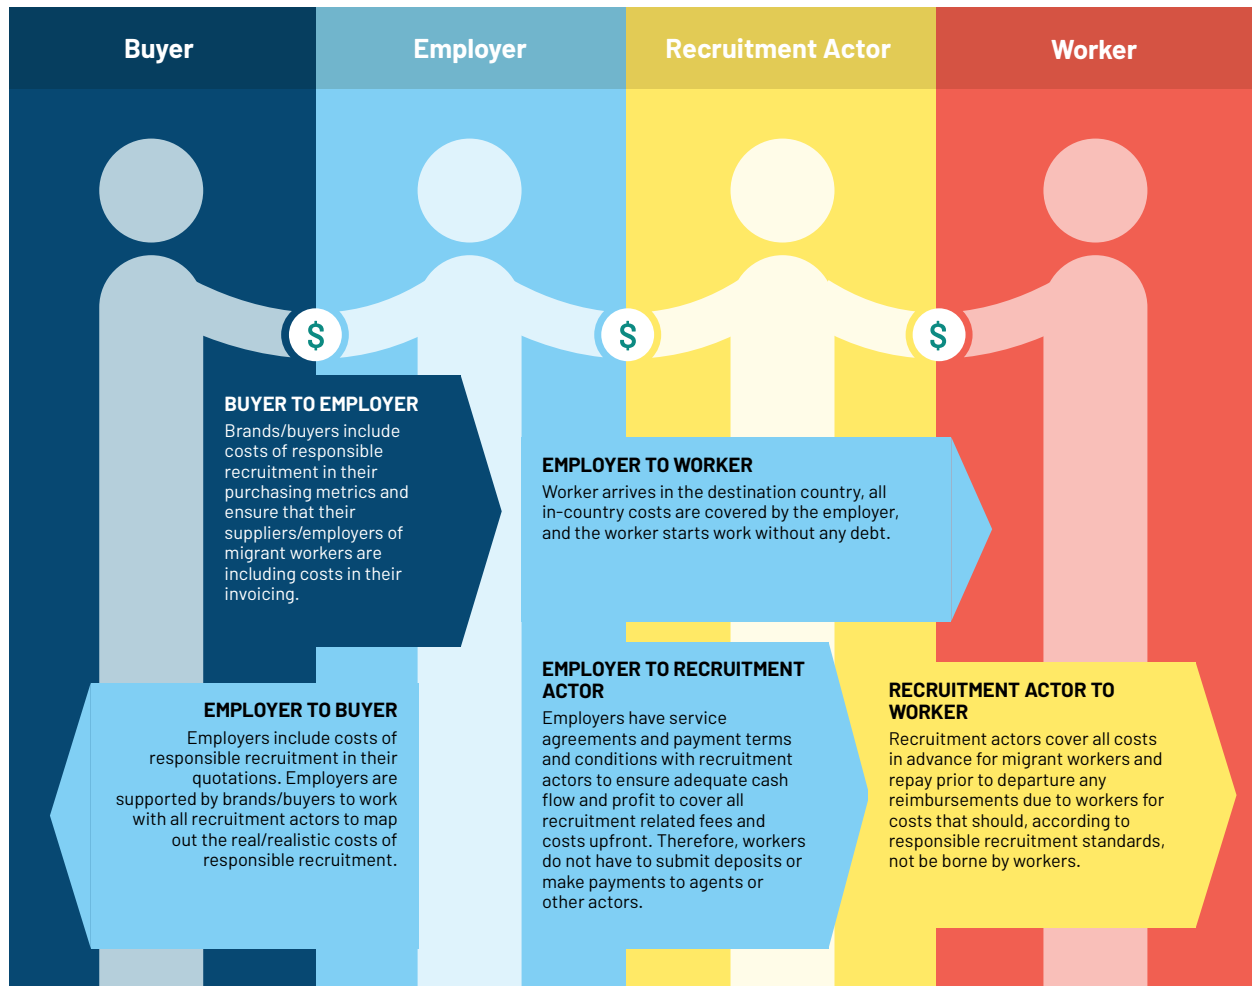 Buyer
Employer
Recruitment Actor
Worker
$
$
$
BUYER TO EMPLOYER
Brands/buyers include
costs of responsible
recruitment in their
purchasing metrics and
ensure that their
suppliers/employers of
migrant workers are
including costs in their
invoicing.
EMPLOYER TO WORKER
Worker arrives in the destination country, all
in-country costs are covered by the employer,
and the worker starts work without any debt.
EMPLOYER TO BUYER
Employers include costs of
responsible recruitment in their
quotations. Employers are
supported by brands/buyers to work
with all recruitment actors to map
out the real/realistic costs of
responsible recruitment.
EMPLOYER TO RECRUITMENT
ACTOR
Employers have service
agreements and payment terms
and conditions with recruitment
actors to ensure adequate cash
flow and profit to cover all
recruitment related fees and
costs upfront. Therefore, workers
do not have to submit deposits or
make payments to agents or
other actors.
RECRUITMENT ACTOR TO
WORKER
Recruitment actors cover all costs
in advance for migrant workers and
repay prior to departure any
reimbursements due to workers for
costs that should, according to
responsible recruitment standards,
not be borne by workers.